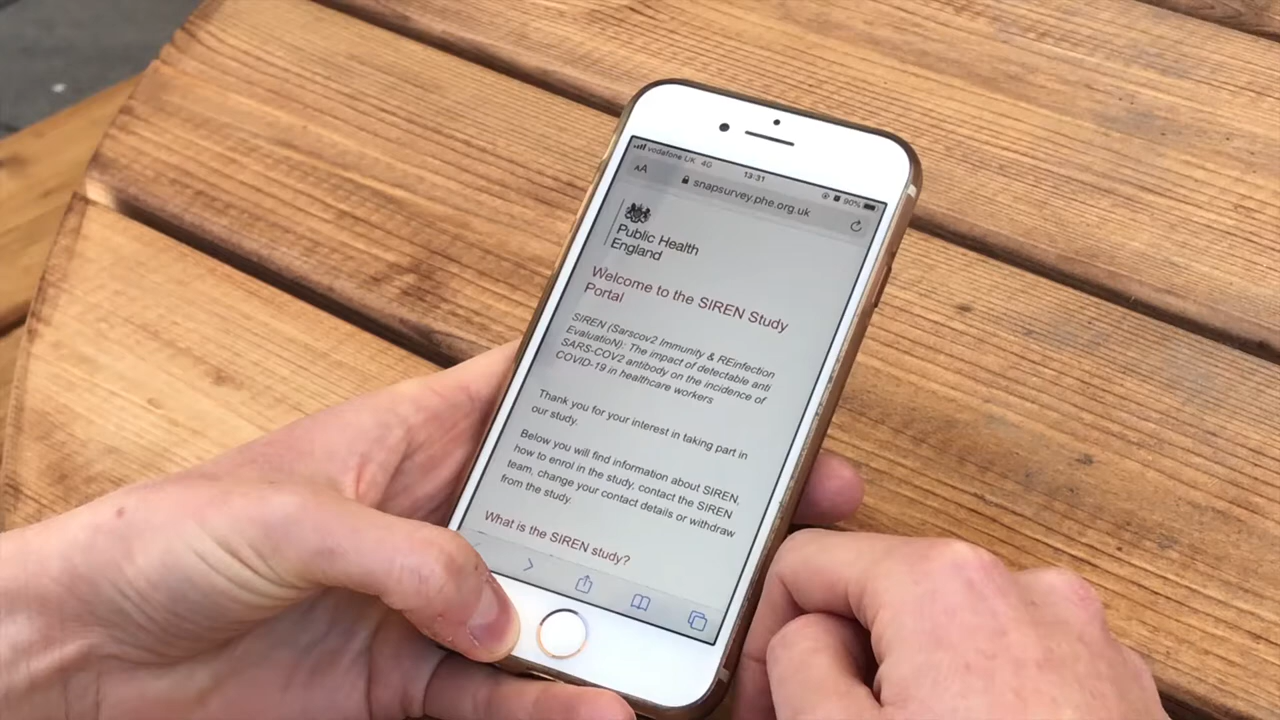 vodafone UK 4G 13:31 90%
AA snapsurvey.phe.org.uk
Public Health
England
Welcome to the SIREN Study
Portal
SIREN (Sarscov2 Immunity & REinfection
EvaluatioN): The impact of detectable anti
SARS-COV2 antibody on the incidence of
COVID-19 in healthcare workers
Thank you for your interest in taking part in
our study.
Below you will find information about SIREN,
how to enrol in the study, contact the SIREN
team, change your contact details or withdraw
from the study.
What is the SIREN study?